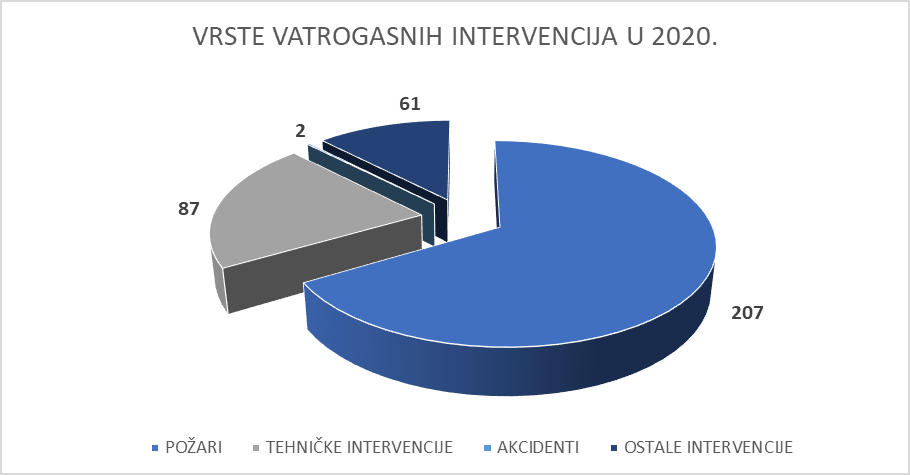 VRSTE VATROGASNIH INTERVENCIJA U 2020.
61
2
87
207
POŽARI TEHNIČKE INTERVENCIJE AKCIDENTI OSTALE INTERVENCIJE